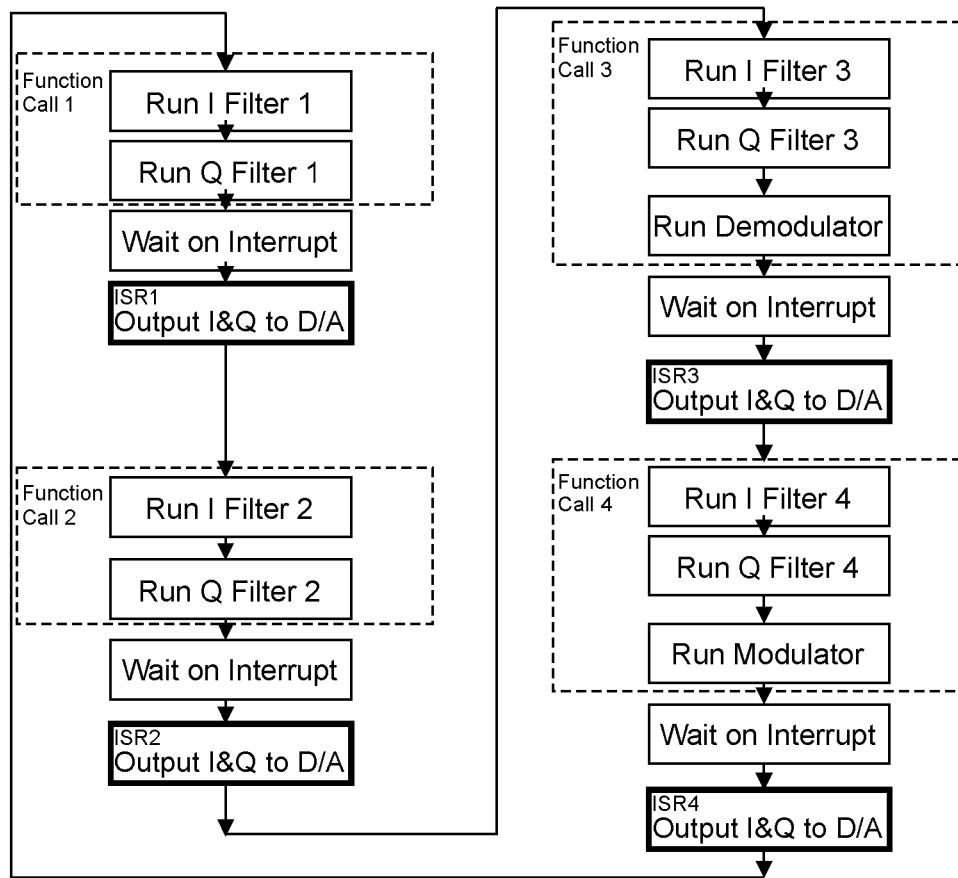 Function
Call 1
Run I Filter 1
Run Q Filter 1
Wait on Interrupt
ISR1
Output I&Q to D/A
Function
Call 2
Run I Filter 2
Run Q Filter 2
Wait on Interrupt
ISR2
Output I&Q to D/A
Function
Call 3
Run I Filter 3
Run Q Filter 3
Run Demodulator
Wait on Interrupt
ISR3
Output I&Q to D/A
Function
Call 4
Run I Filter 4
Run Q Filter 4
Run Modulator
Wait on Interrupt
ISR4
Output I&Q to D/A